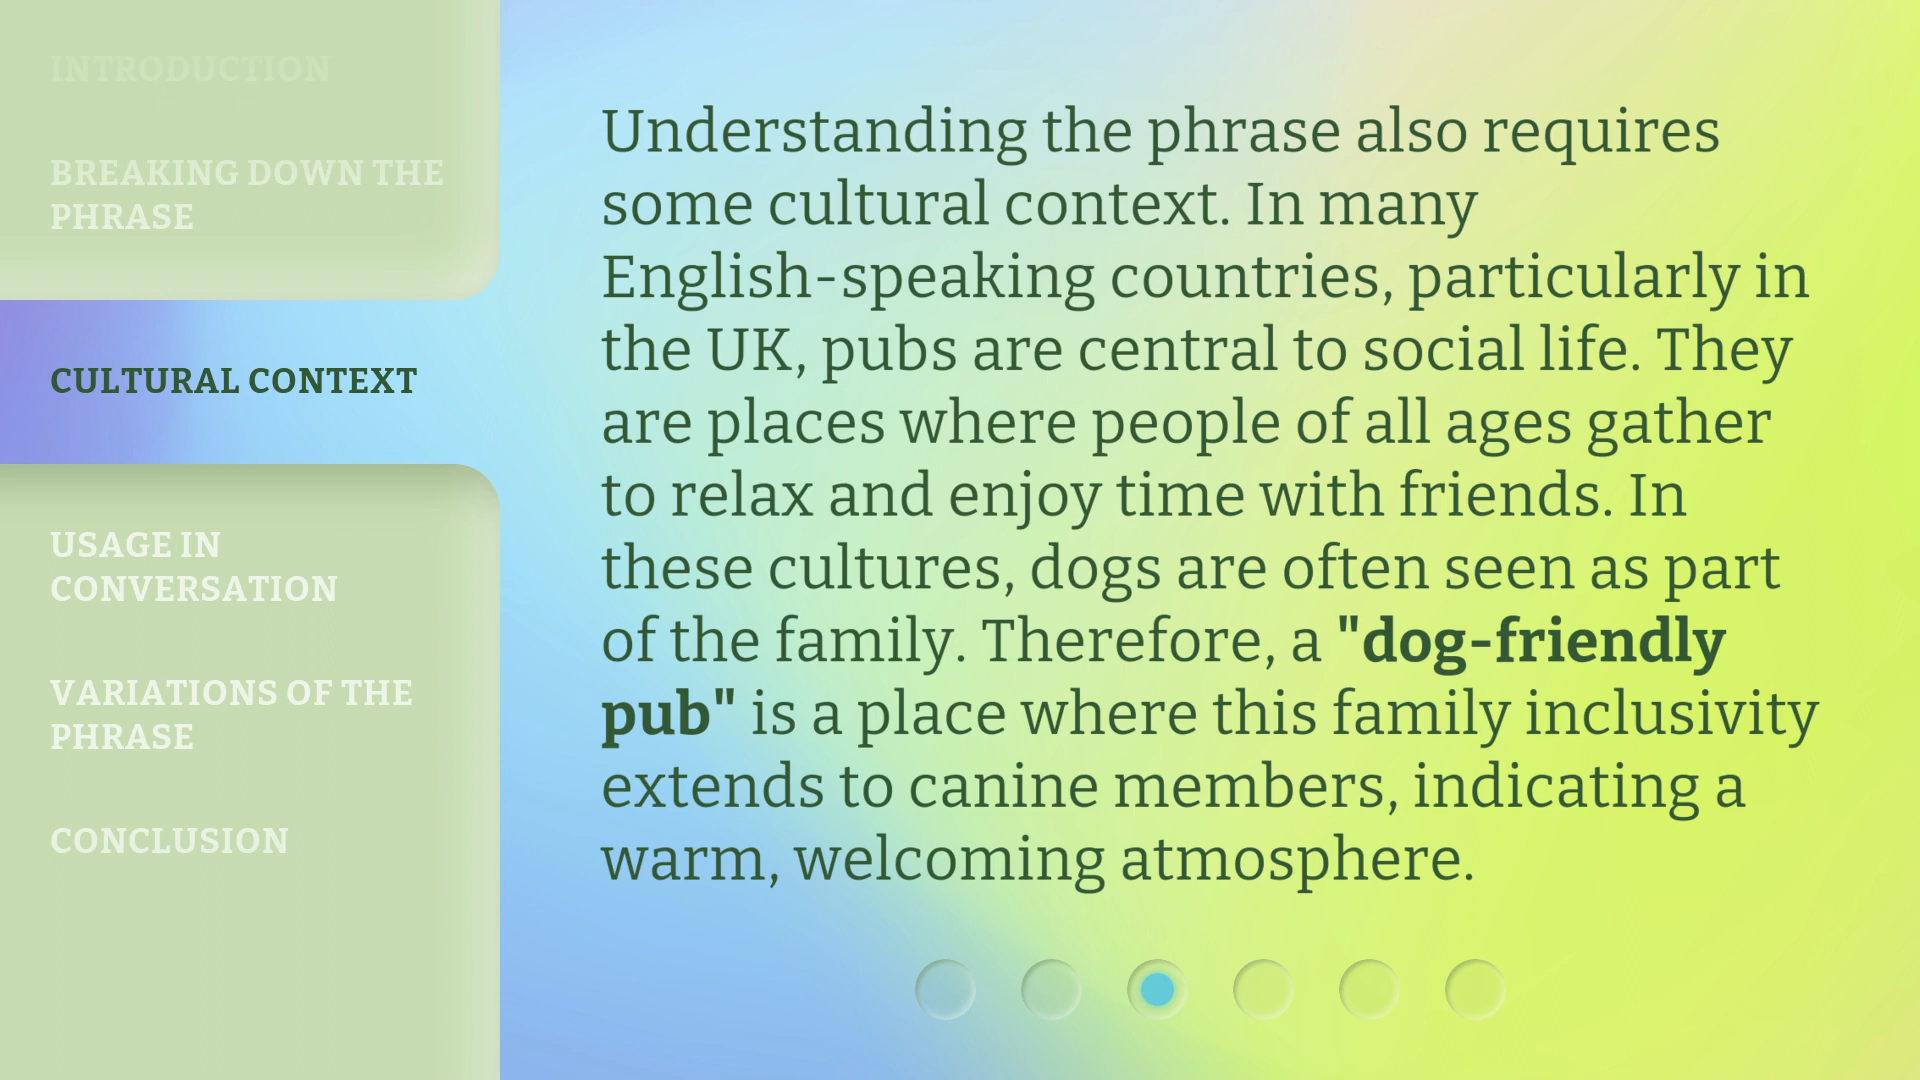 INTRODUCTION
BREAKING DOWN THE
PHRASE
CULTURAL CONTEXT
USAGE IN
CONVERSATION
VARIATIONS OF THE
PHRASE
CONCLUSION
Understanding the phrase also requires
some cultural context. In many
English-speaking countries, particularly in
the UK, pubs are central to social life. They
are places where people of all ages gather
to relax and enjoy time with friends. In
these cultures, dogs are often seen as part
of the family. Therefore, a "dog-friendly
pub" is a place where this family inclusivity
extends to canine members, indicating a
warm, welcoming atmosphere.